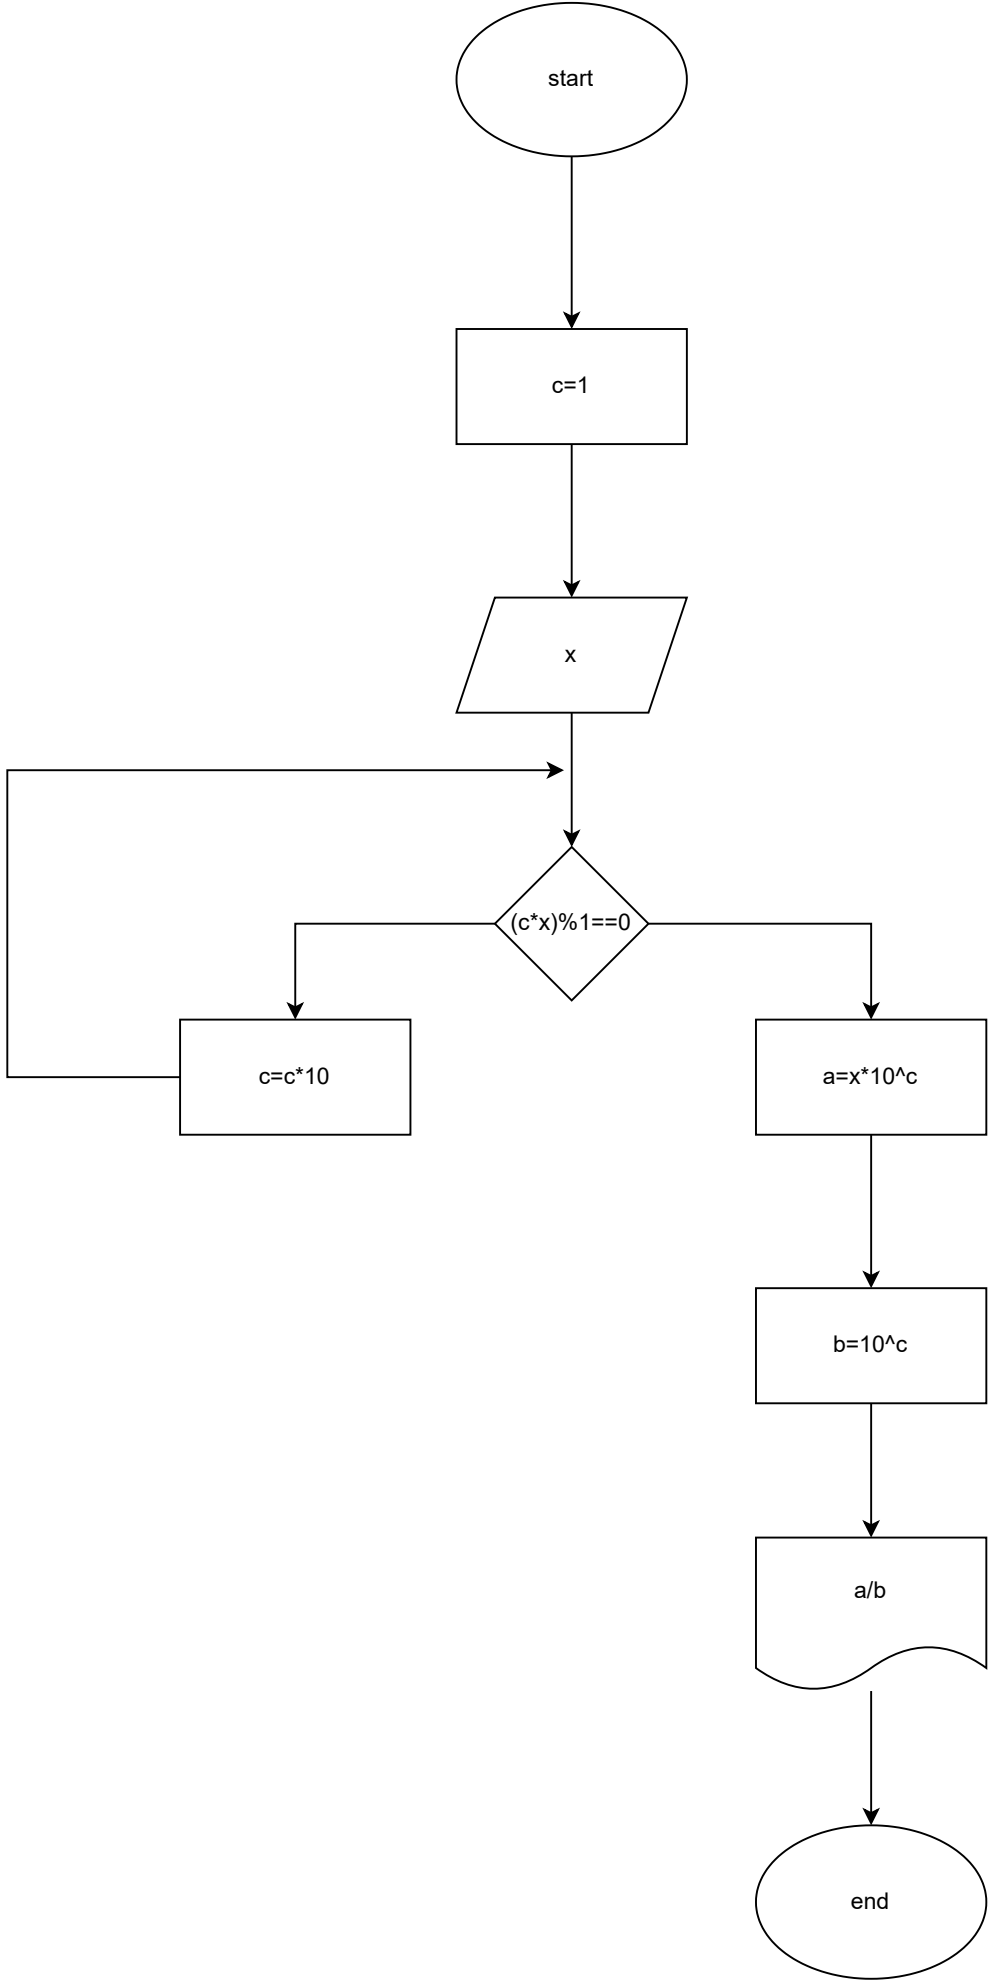 start
c=1
x
(c*x)%1==0
c=c*10
a=x*10^c
b=10^c
a/b
end